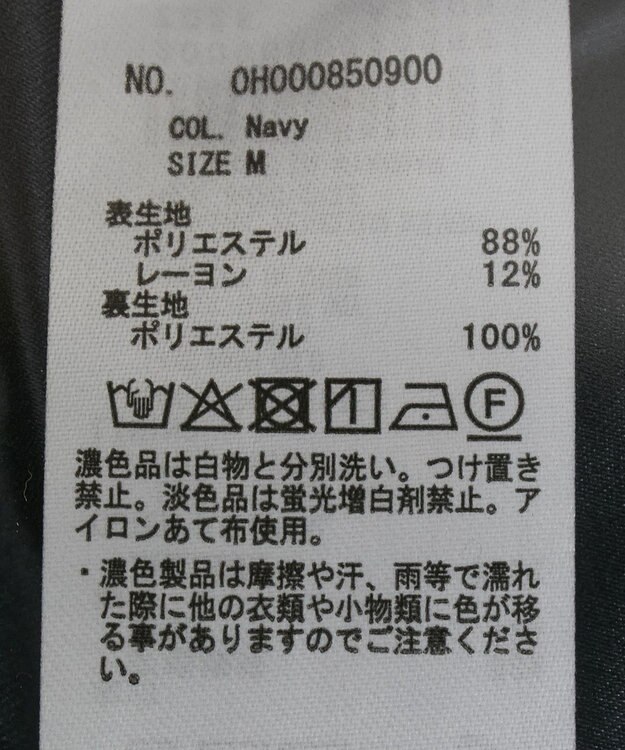 NO. 0H000850900
COL. Navy
SIZE M
表生地
ポリエステル 88%
レーヨン 12%
裏生地
ポリエステル 100%
F
濃色品は白物と分別洗い。つけ置き
禁止。淡色品は蛍光増白剤禁止。ア
イロンあて布使用。
・濃色製品は摩擦や汗、雨等で濡れ
た際に他の衣類や小物類に色が移
る事がありますのでご注意くださ
い。